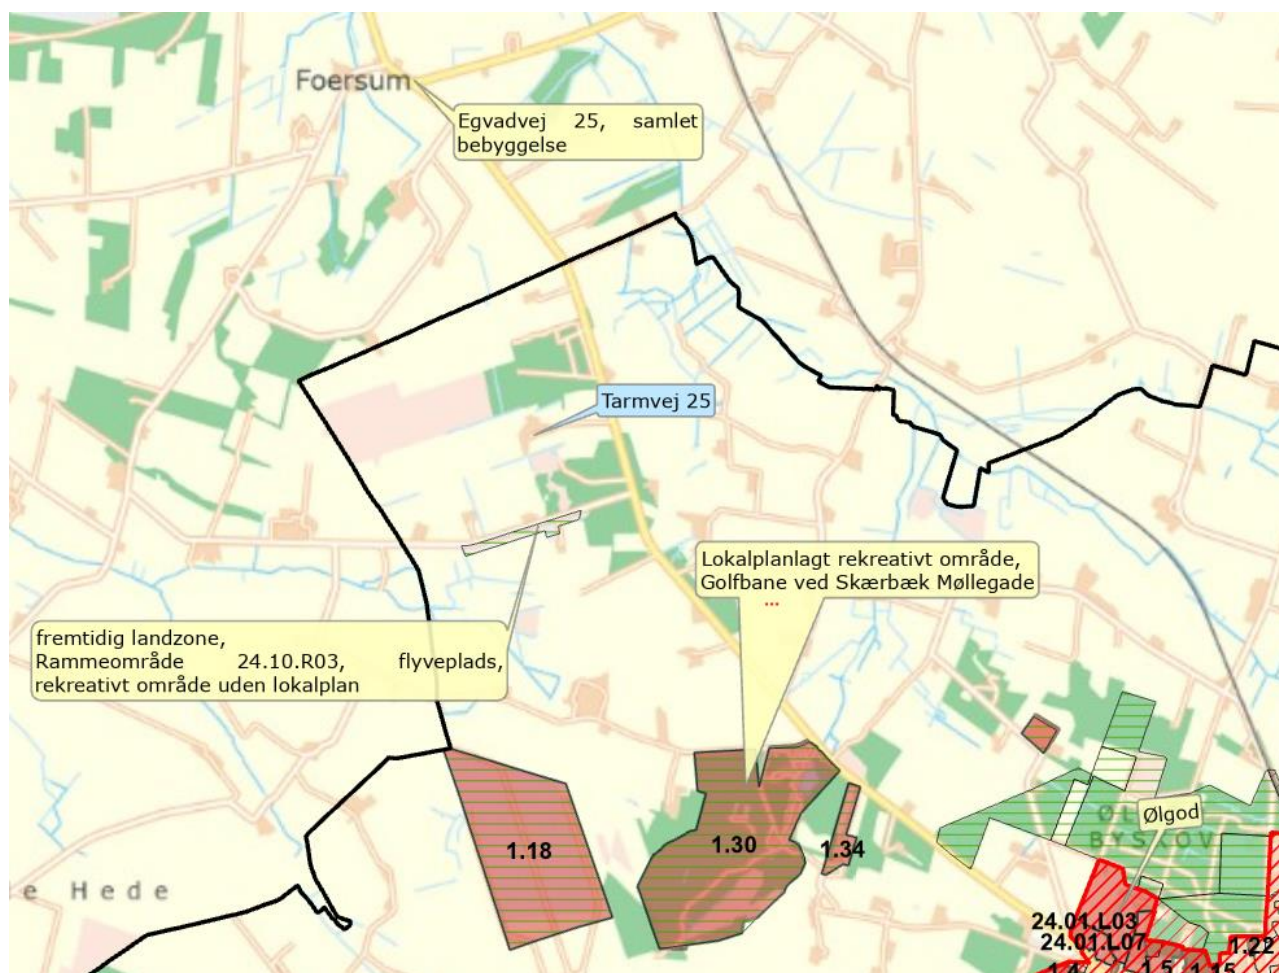 Foersum
Egvadvej 25, samlet
bebyggelse
Tarmvej 25
Lokalplanlagt rekreativt område,
Golfbane ved Skærbæk Møllegade
...
fremtidig landzone,
Rammeområde 24.10.R03, flyveplads,
rekreativt område uden lokalplan
Ølgod
BYSKOV
1.18
1.30
1.34
e Hede
24.01.L03
24.01.L07
1.22
1.5